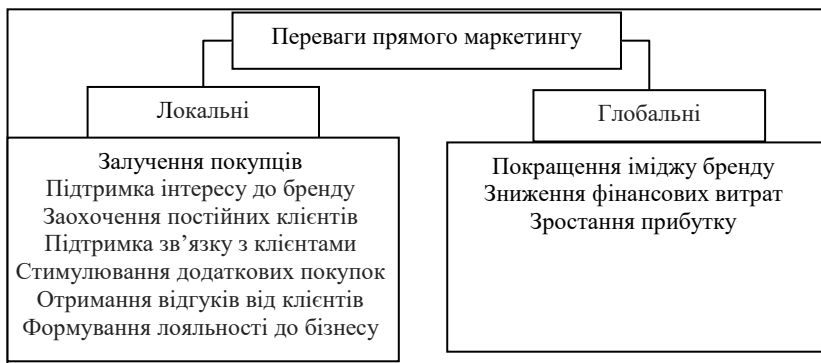 Переваги прямого маркетингу
Локальні
Глобальні
Залучення покупців
Підтримка інтересу до бренду
Заохочення постійних клієнтів
Підтримка зв’язку з клієнтами
Стимулювання додаткових покупок
Отримання відгуків від клієнтів
Формування лояльності до бізнесу
Покращення іміджу бренду
Зниження фінансових витрат
Зростання прибутку